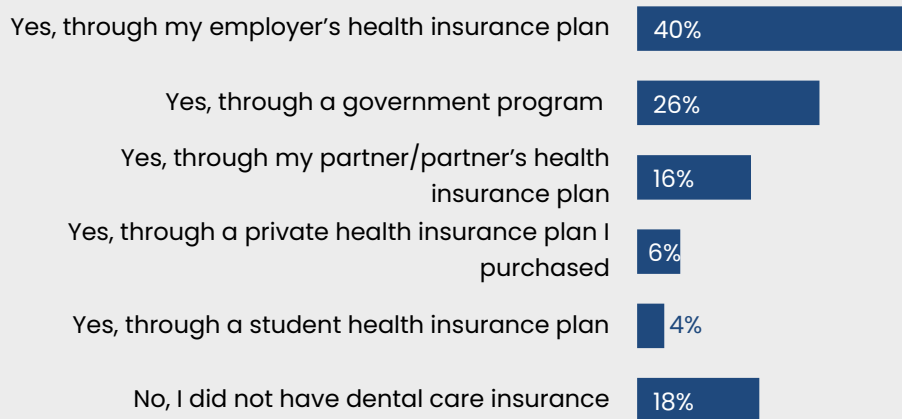 Yes, through my employer’s health insurance plan
40%
Yes, through a government program
26%
Yes, through my partner/partner’s health
insurance plan
16%
Yes, through a private health insurance plan I
purchased
6%
Yes, through a student health insurance plan
4%
No, I did not have dental care insurance
18%